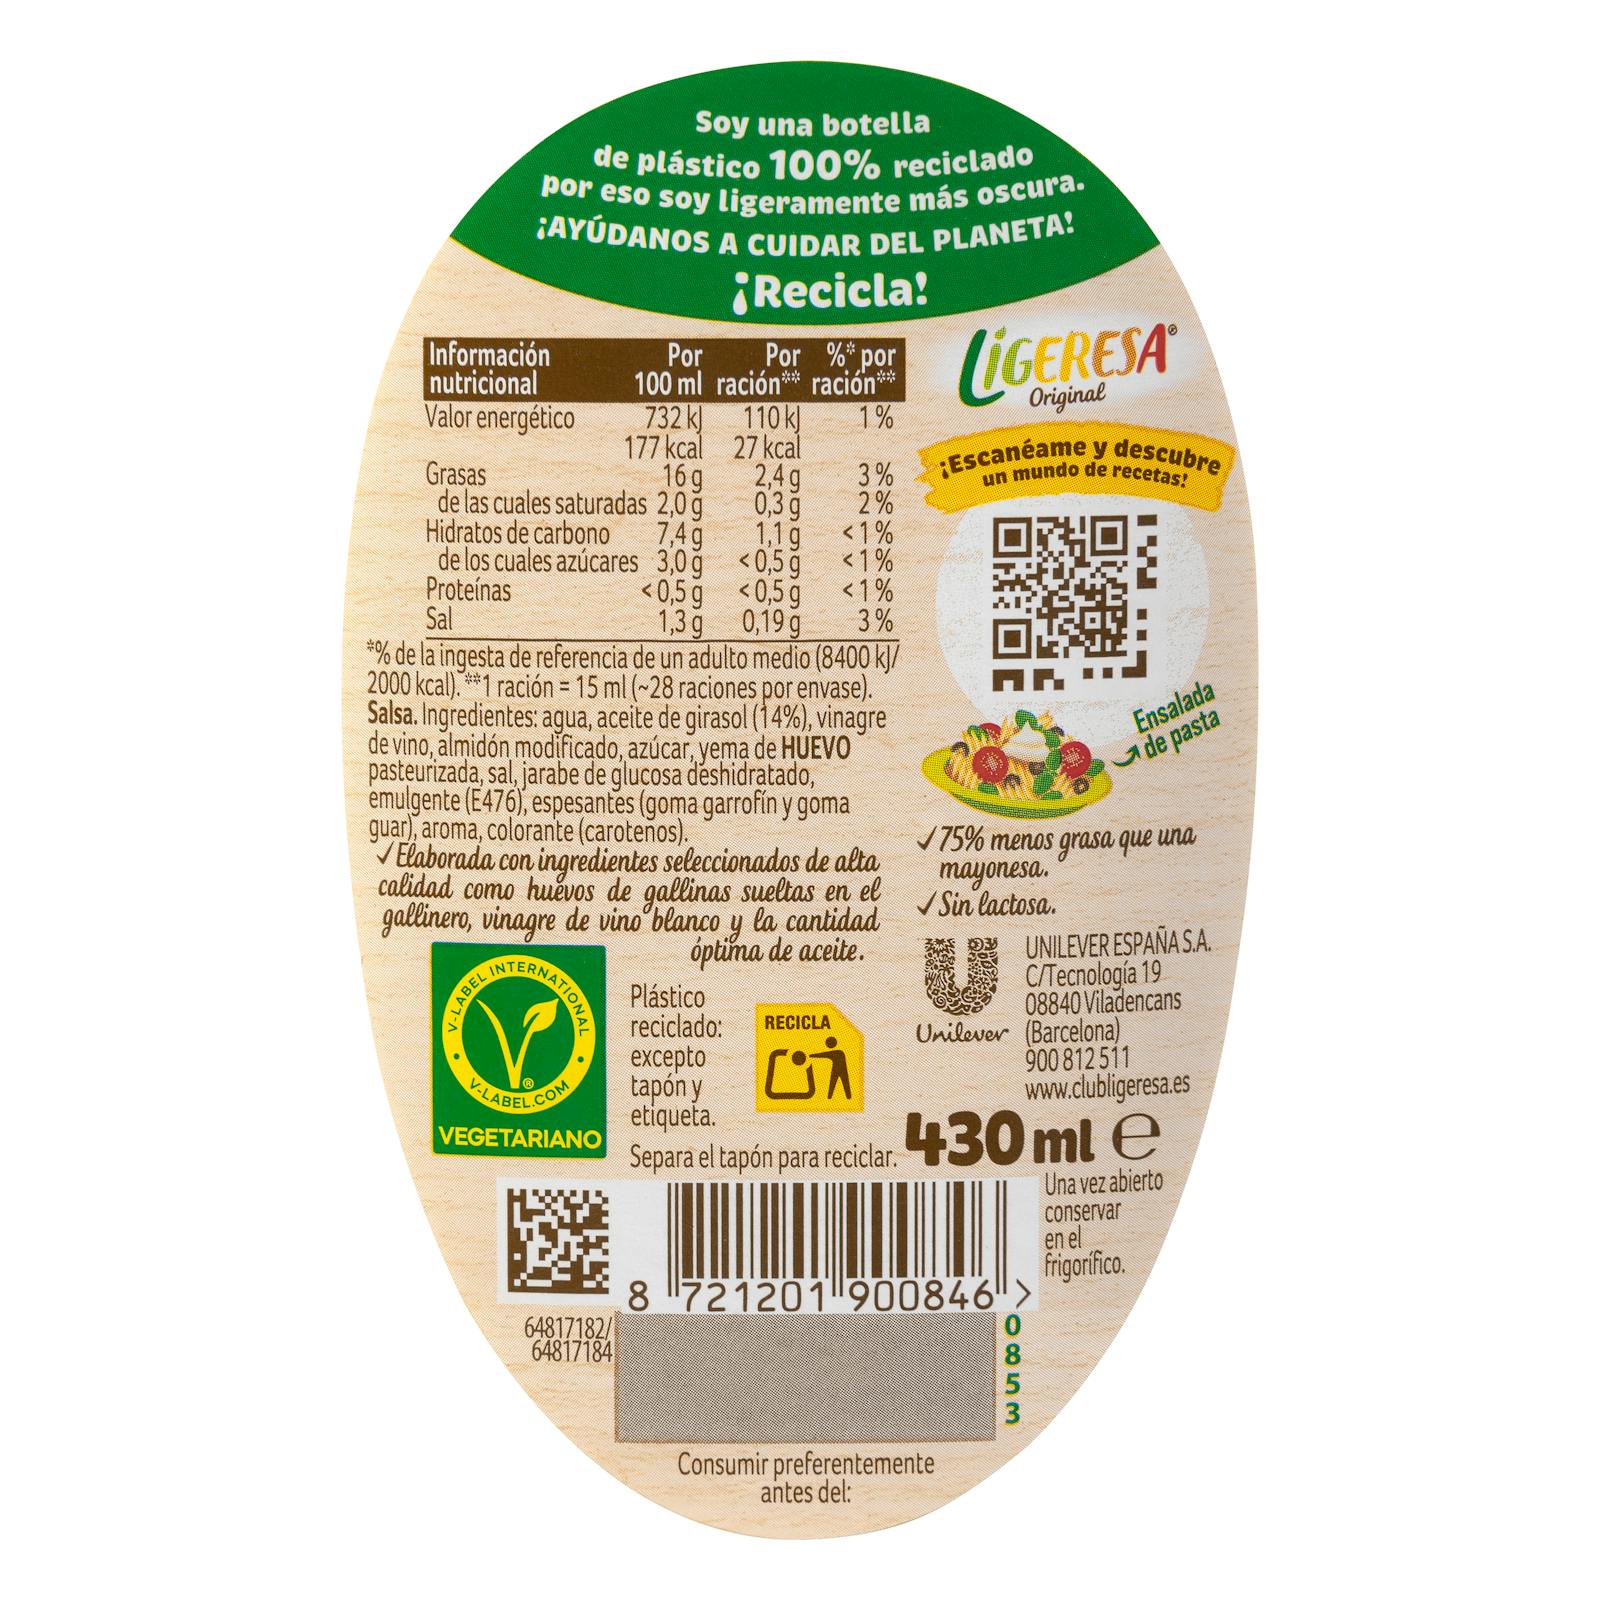 Soy una botella
de plástico 100% reciclado
por eso soy ligeramente más oscura.
¡AYÚDANOS A CUIDAR DEL PLANETA!
¡Recicla!
Información nutricional Por 100 ml Por ración** %* por ración**
Valor energético 732 kJ 110 kJ 1 %
177 kcal 27 kcal
Grasas 16 g 2,4 g 3 %
de las cuales saturadas 2,0 g 0,3 g 2 %
Hidratos de carbono 7,4 g 1,1 g <1 %
de los cuales azúcares 3,0 g <0,5 g <1 %
Proteínas <0,5 g <0,5 g <1 %
Sal 1,3 g 0,19 g 3 %
*% de la ingesta de referencia de un adulto medio (8400 kJ/
2000 kcal). **1 ración = 15 ml (~28 raciones por envase).
Salsa. Ingredientes: agua, aceite de girasol (14%), vinagre
de vino, almidón modificado, azúcar, yema de HUEVO
pasteurizada, sal, jarabe de glucosa deshidratado,
emulgente (E476), espesantes (goma garrofín y goma
guar), aroma, colorante (carotenos).
✓ Elaborada con ingredientes seleccionados de alta
calidad como huevos de gallinas sueltas en el
gallinero, vinagre de vino blanco y la cantidad
óptima de aceite.
LIGERESA®
Original
¡Escanéame y descubre
un mundo de recetas!
Ensalada
de pasta
✓ 75% menos grasa que una
mayonesa.
✓ Sin lactosa.
V-LABEL INTERNATIONAL
V-LABEL.COM
®
VEGETARIANO
Plástico
reciclado:
excepto
tapón y
etiqueta.
RECICLA
Separa el tapón para reciclar.
Unilever
UNILEVER ESPAÑA S.A.
C/Tecnología 19
08840 Viladencans
(Barcelona)
900 812 511
www.clubligeresa.es
430 ml ℮
Una vez abierto
conservar
en el
frigorífico.
8 721201 900846 >
64817182/
64817184
0
8
5
3
Consumir preferentemente
antes del: